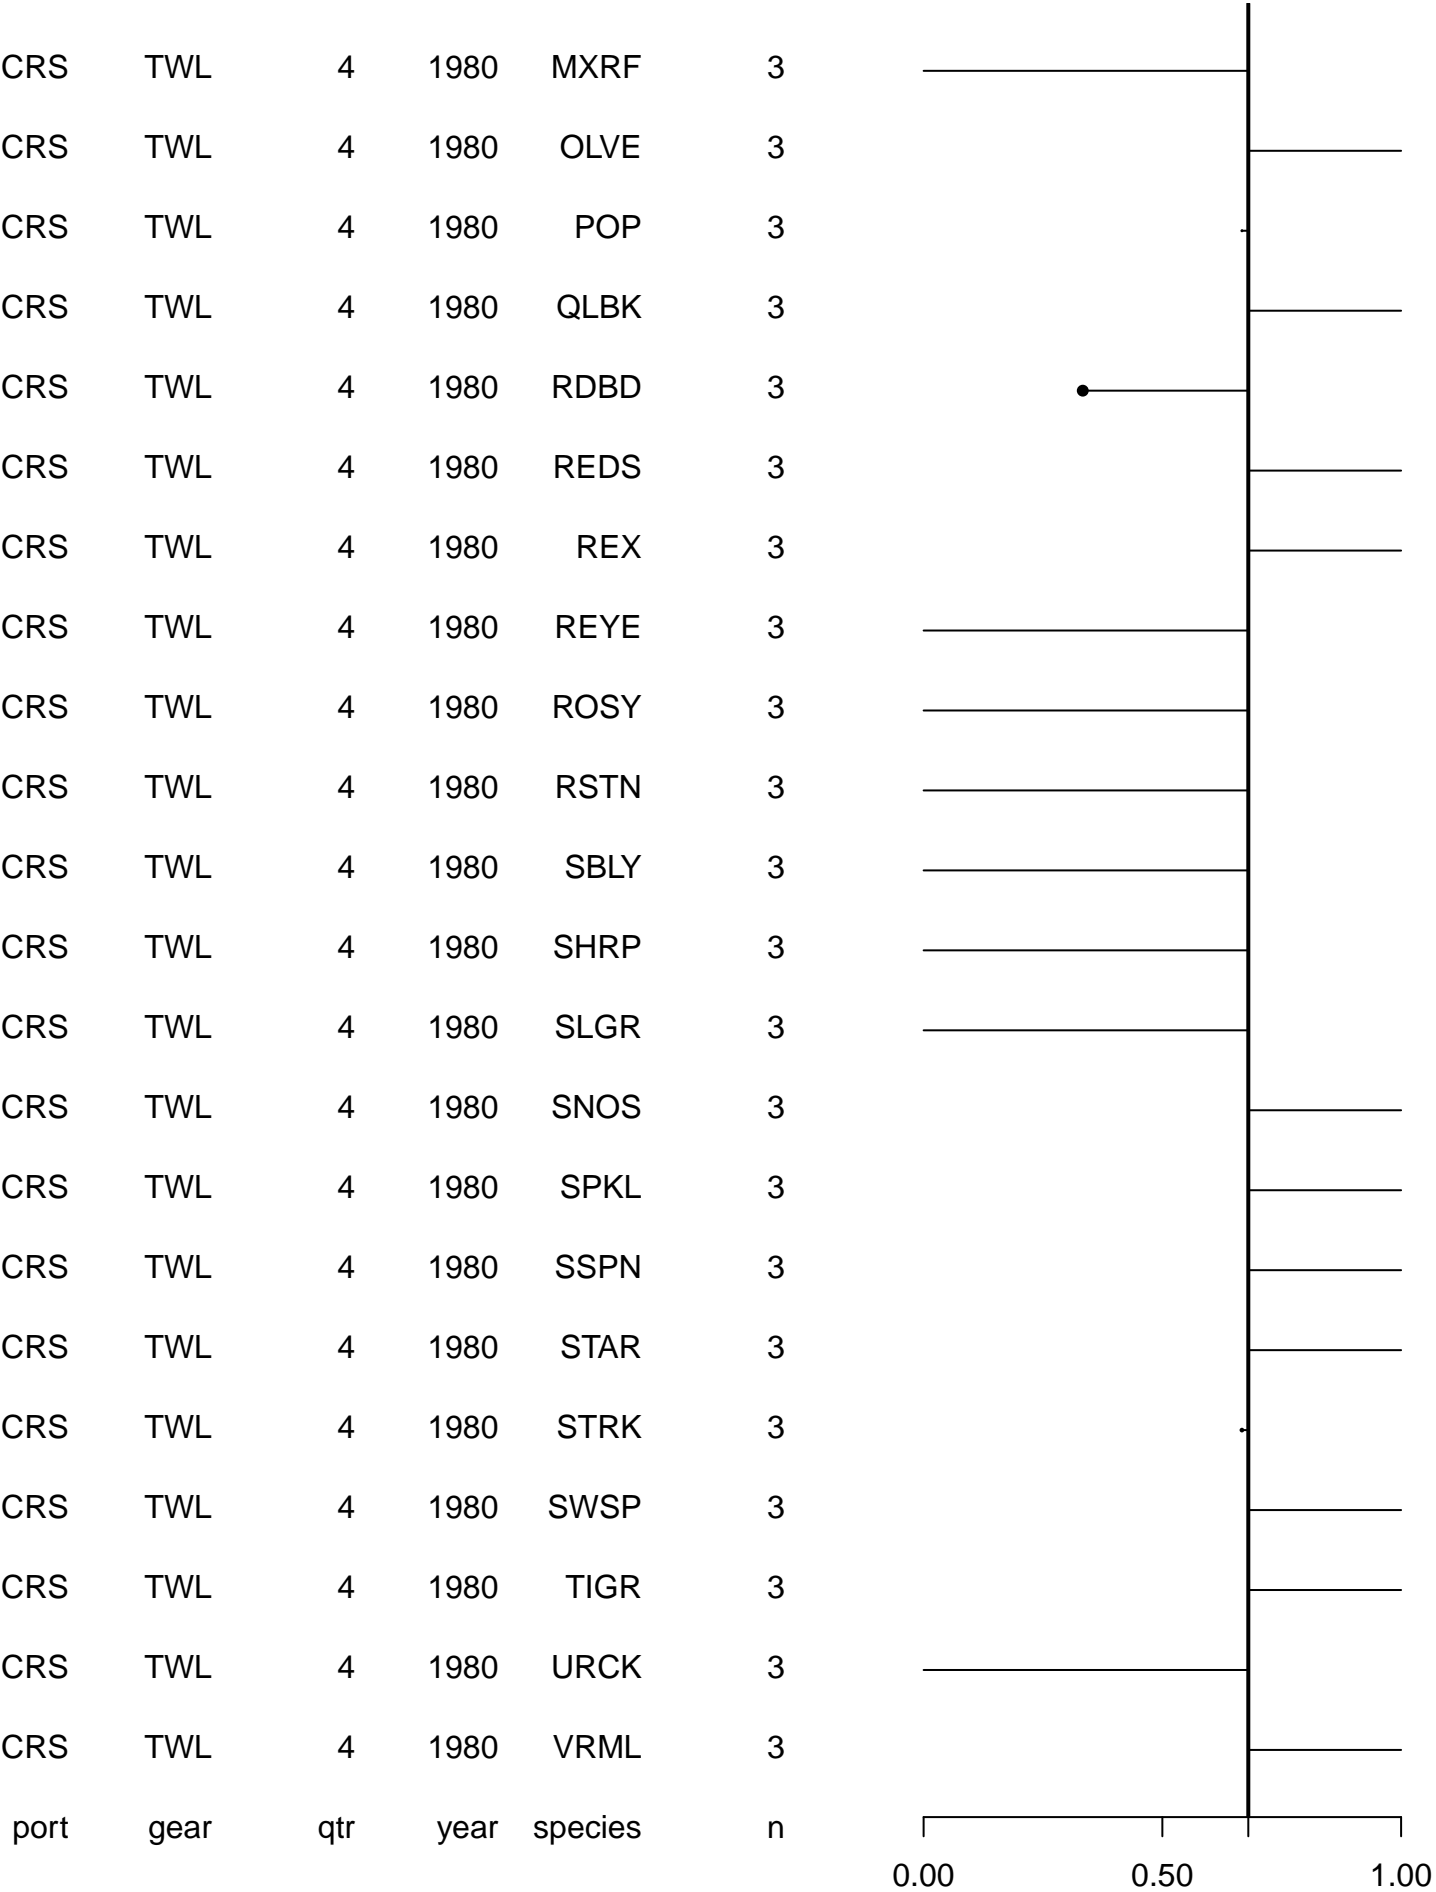 CRS TWL 4 1980 MXRF 3
CRS TWL 4 1980 OLVE 3
CRS TWL 4 1980 POP 3
CRS TWL 4 1980 QLBK 3
CRS TWL 4 1980 RDBD 3
CRS TWL 4 1980 REDS 3
CRS TWL 4 1980 REX 3
CRS TWL 4 1980 REYE 3
CRS TWL 4 1980 ROSY 3
CRS TWL 4 1980 RSTN 3
CRS TWL 4 1980 SBLY 3
CRS TWL 4 1980 SHRP 3
CRS TWL 4 1980 SLGR 3
CRS TWL 4 1980 SNOS 3
CRS TWL 4 1980 SPKL 3
CRS TWL 4 1980 SSPN 3
CRS TWL 4 1980 STAR 3
CRS TWL 4 1980 STRK 3
CRS TWL 4 1980 SWSP 3
CRS TWL 4 1980 TIGR 3
CRS TWL 4 1980 URCK 3
CRS TWL 4 1980 VRML 3
port gear qtr year species n
0.00 0.50 1.00